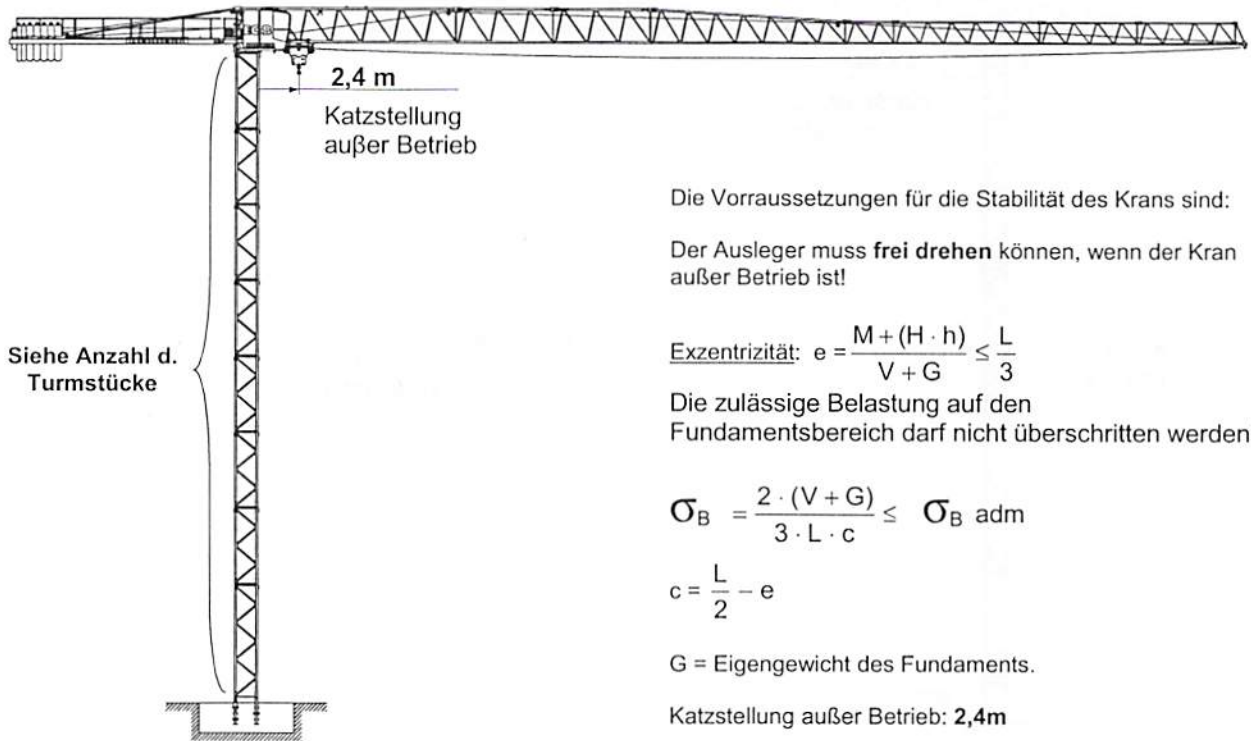 2,4 m
Katzstellung
außer Betrieb
Siehe Anzahl d.
Turmstücke
Die Vorraussetzungen für die Stabilität des Krans sind:
Der Ausleger muss frei drehen können, wenn der Kran
außer Betrieb ist!
Exzentrizität: e = (M + (H · h)) / (V + G) ≤ L / 3
Die zulässige Belastung auf den
Fundamentsbereich darf nicht überschritten werden
σ_B = (2 · (V + G)) / (3 · L · c) ≤ σ_B adm
c = L / 2 − e
G = Eigengewicht des Fundaments.
Katzstellung außer Betrieb: 2,4m